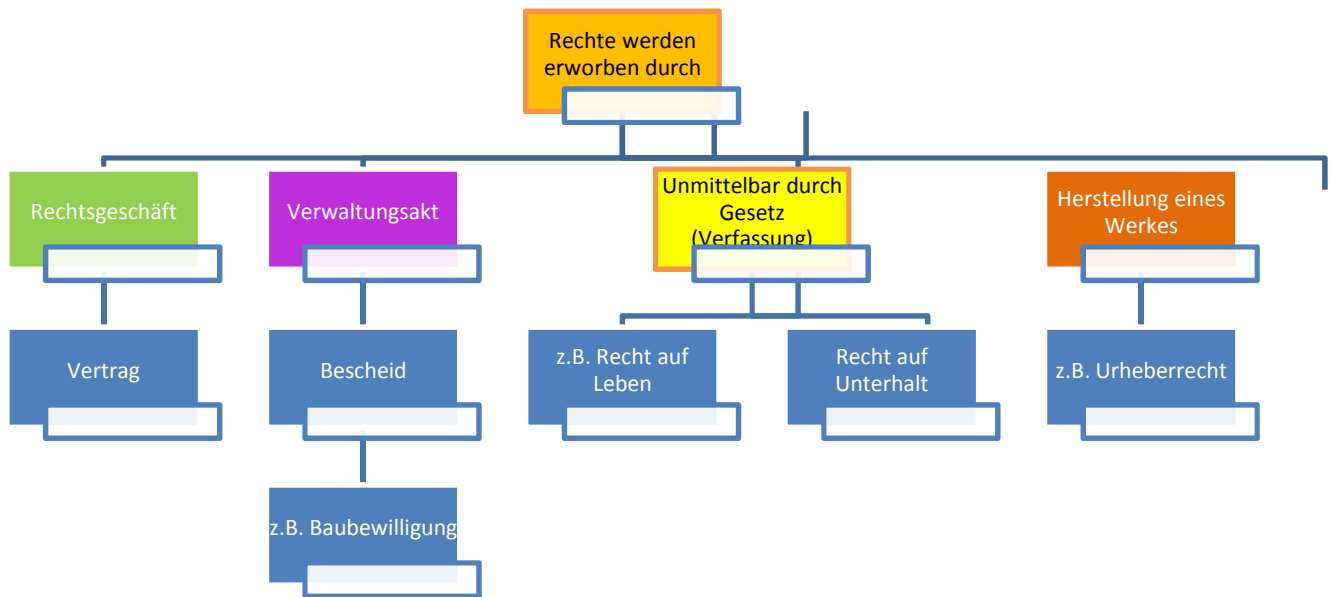 Rechte werden
erworben durch
Rechtsgeschäft
Verwaltungsakt
Unmittelbar durch
Gesetz
(Verfassung)
Herstellung eines
Werkes
Vertrag
Bescheid
z.B. Recht auf
Leben
Recht auf
Unterhalt
z.B. Urheberrecht
z.B. Baubewilligung